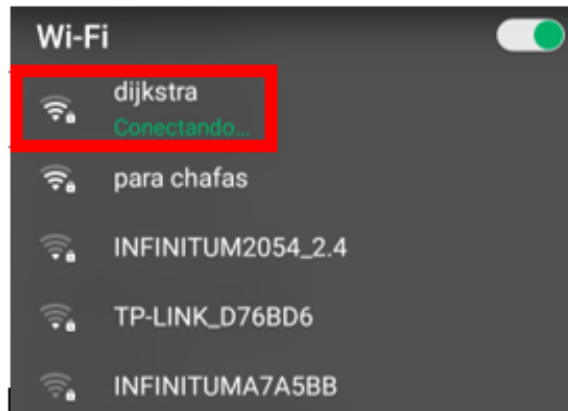 Wi-Fi
dijkstra
Conectando...
para chafas
INFINITUM2054_2.4
TP-LINK_D76BD6
INFINITUMA7A5BB